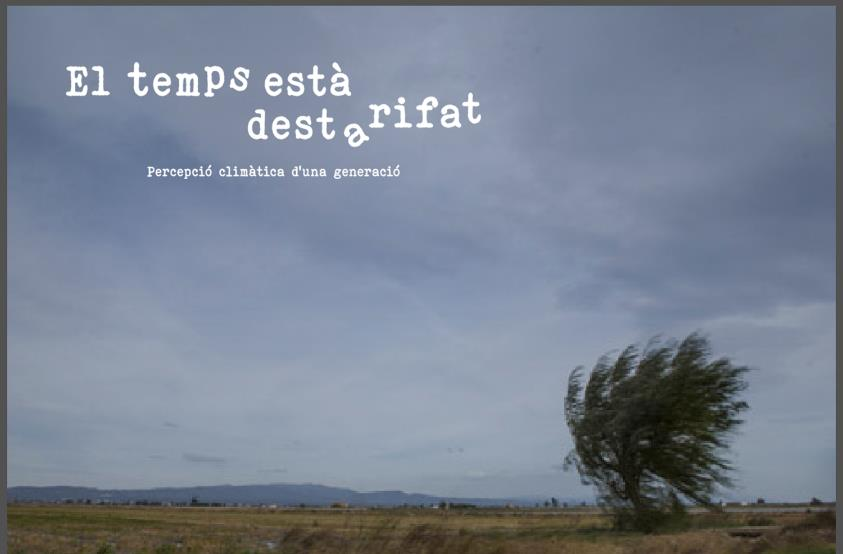 El temps està
destarifat
Percepció climàtica d'una generació